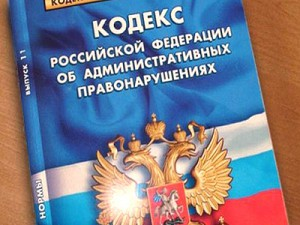 КОДЕКС
РОССИЙСКОЙ ФЕДЕРАЦИИ
ОБ АДМИНИСТРАТИВНЫХ
ПРАВОНАРУШЕНИЯХ
ВЫПУСК 11
НОРМЫ